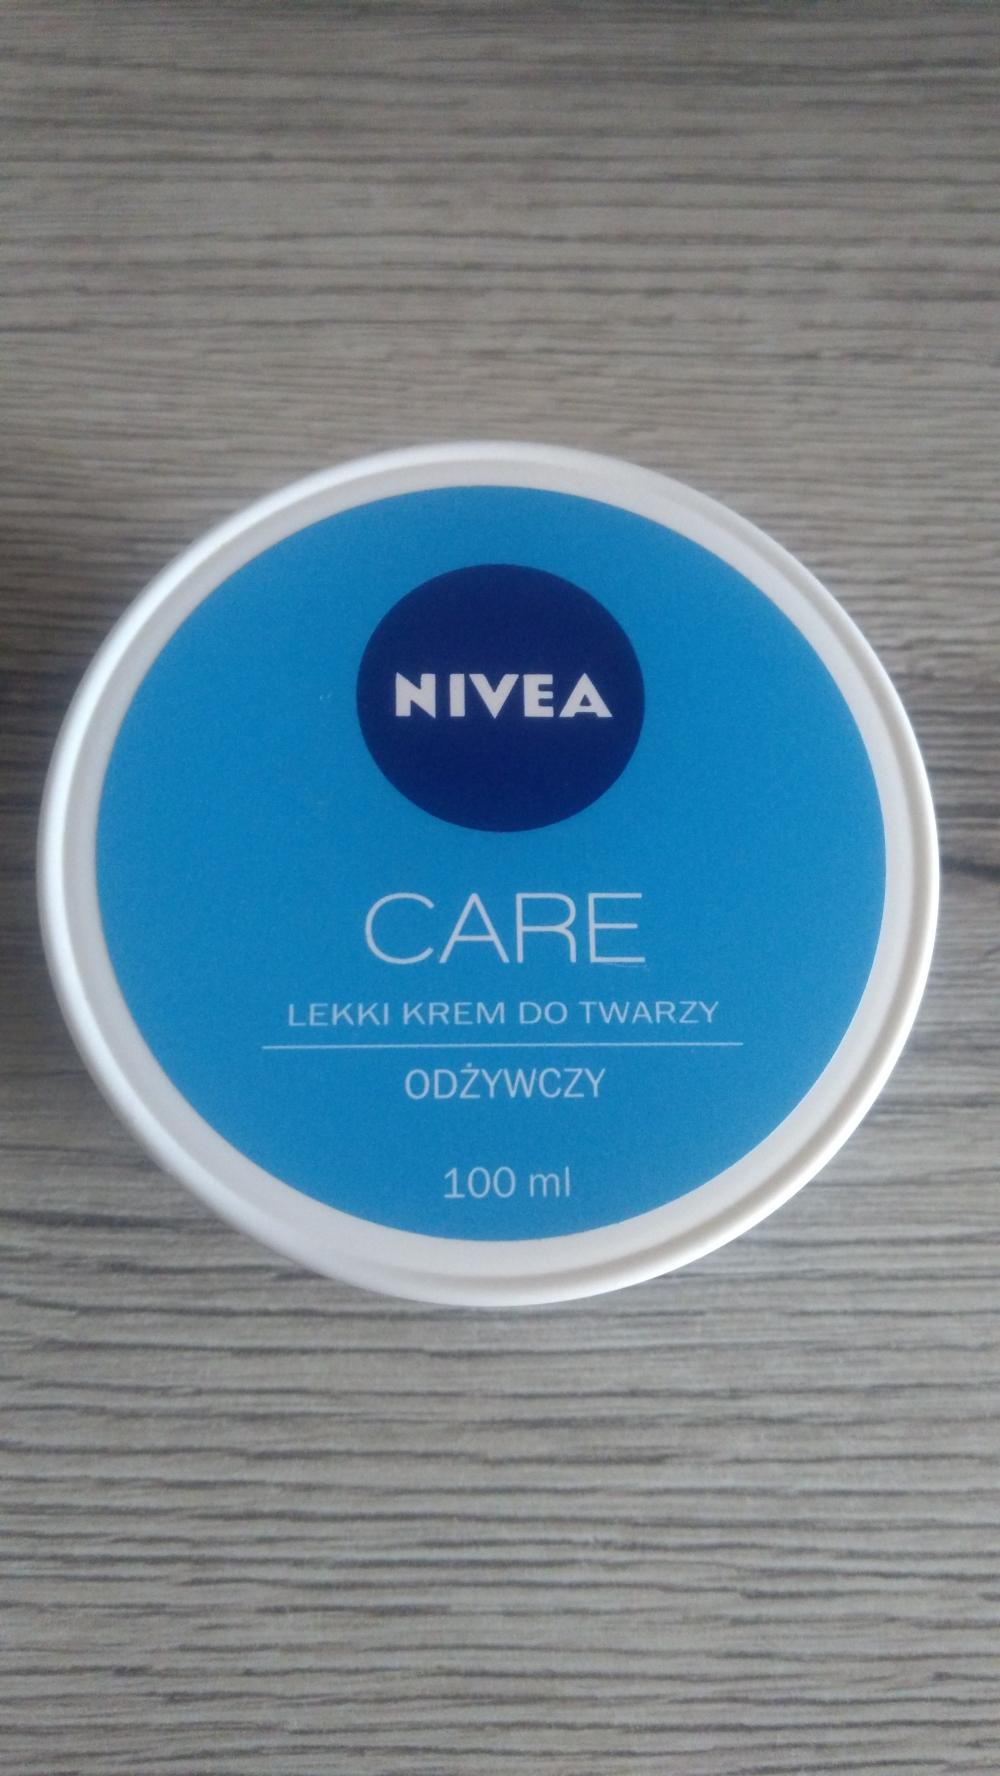 NIVEA
CARE
LEKKI KREM DO TWARZY
ODŻYWCZY
100 ml